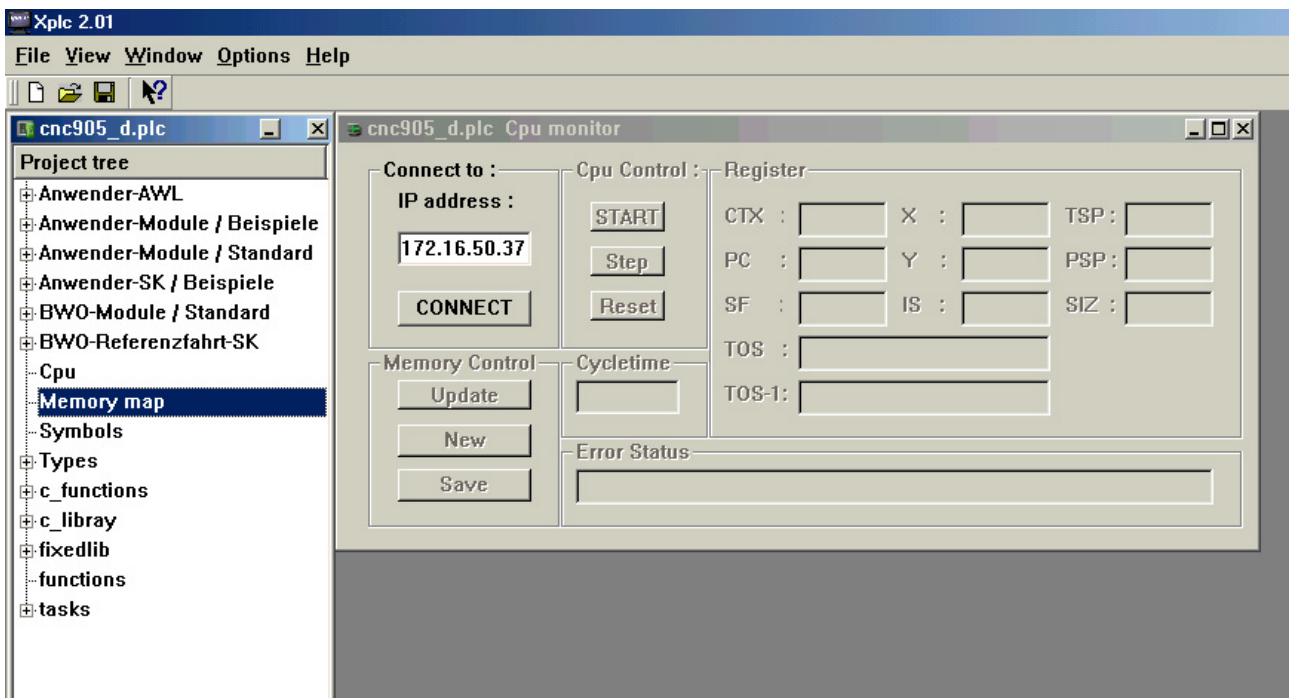 Xplc 2.01
File View Window Options Help
cnc905_d.plc
Project tree
Anwender-AWL
Anwender-Module / Beispiele
Anwender-Module / Standard
Anwender-SK / Beispiele
BWO-Module / Standard
BWO-Referenzfahrt-SK
Cpu
Memory map
Symbols
Types
c_functions
c_libray
fixedlib
functions
tasks
cnc905_d.plc Cpu monitor
Connect to :
IP address :
172.16.50.37
CONNECT
Cpu Control :
START
Step
Reset
Register
CTX : X : TSP :
PC : Y : PSP :
SF : IS : SIZ :
TOS :
TOS-1:
Memory Control
Update
New
Save
Cycletime
Error Status